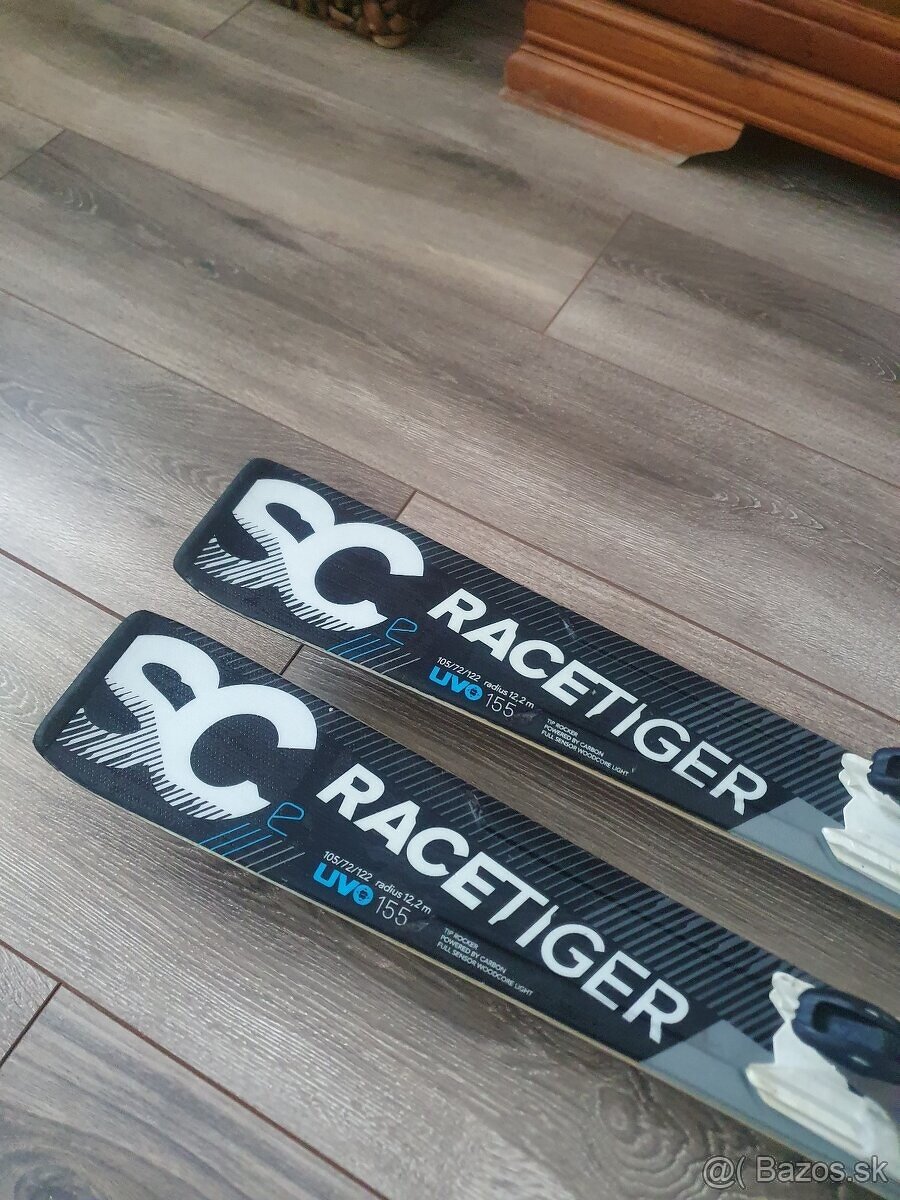 SC e RACETIGER
105/72/122 radius 12,2 m
UVO 155
TIP ROCKER
POWERED BY CARBON
FULL SENSOR WOODCORE LIGHT
SC e RACETIGER
105/72/122 radius 12,2 m
UVO 155
TIP ROCKER
POWERED BY CARBON
FULL SENSOR WOODCORE LIGHT
@( Bazos.sk